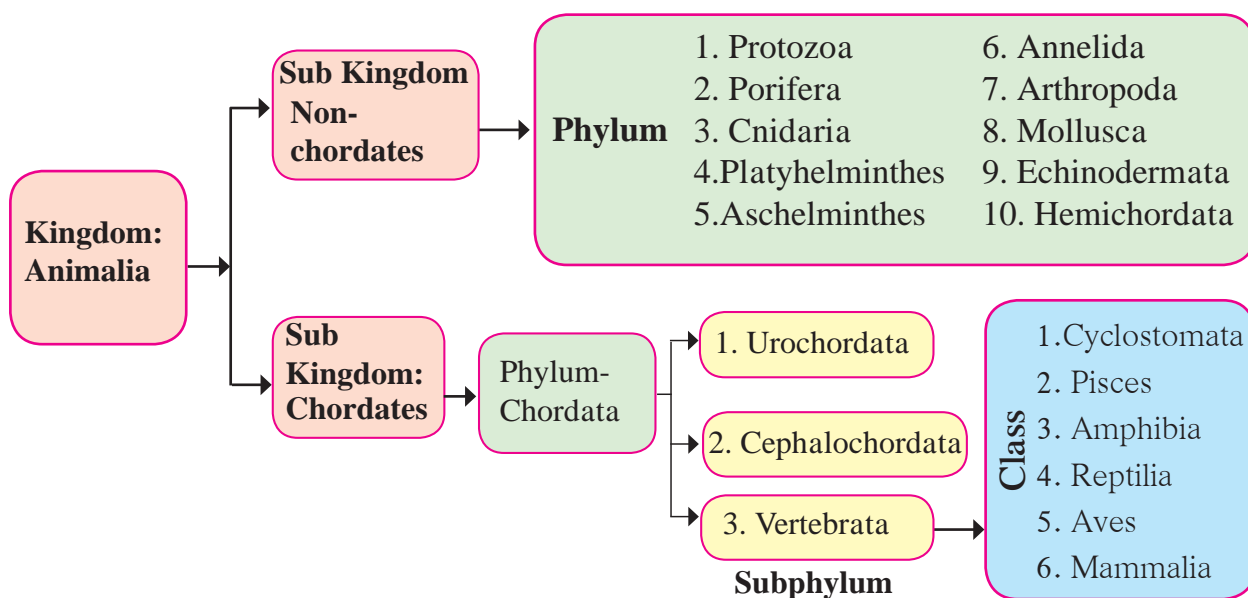 Kingdom:
Animalia
Sub Kingdom
Non-
chordates
Phylum
1. Protozoa
2. Porifera
3. Cnidaria
4.Platyhelminthes
5.Aschelminthes
6. Annelida
7. Arthropoda
8. Mollusca
9. Echinodermata
10. Hemichordata
Sub
Kingdom:
Chordates
Phylum-
Chordata
1. Urochordata
2. Cephalochordata
3. Vertebrata
Subphylum
Class
1.Cyclostomata
2. Pisces
3. Amphibia
4. Reptilia
5. Aves
6. Mammalia